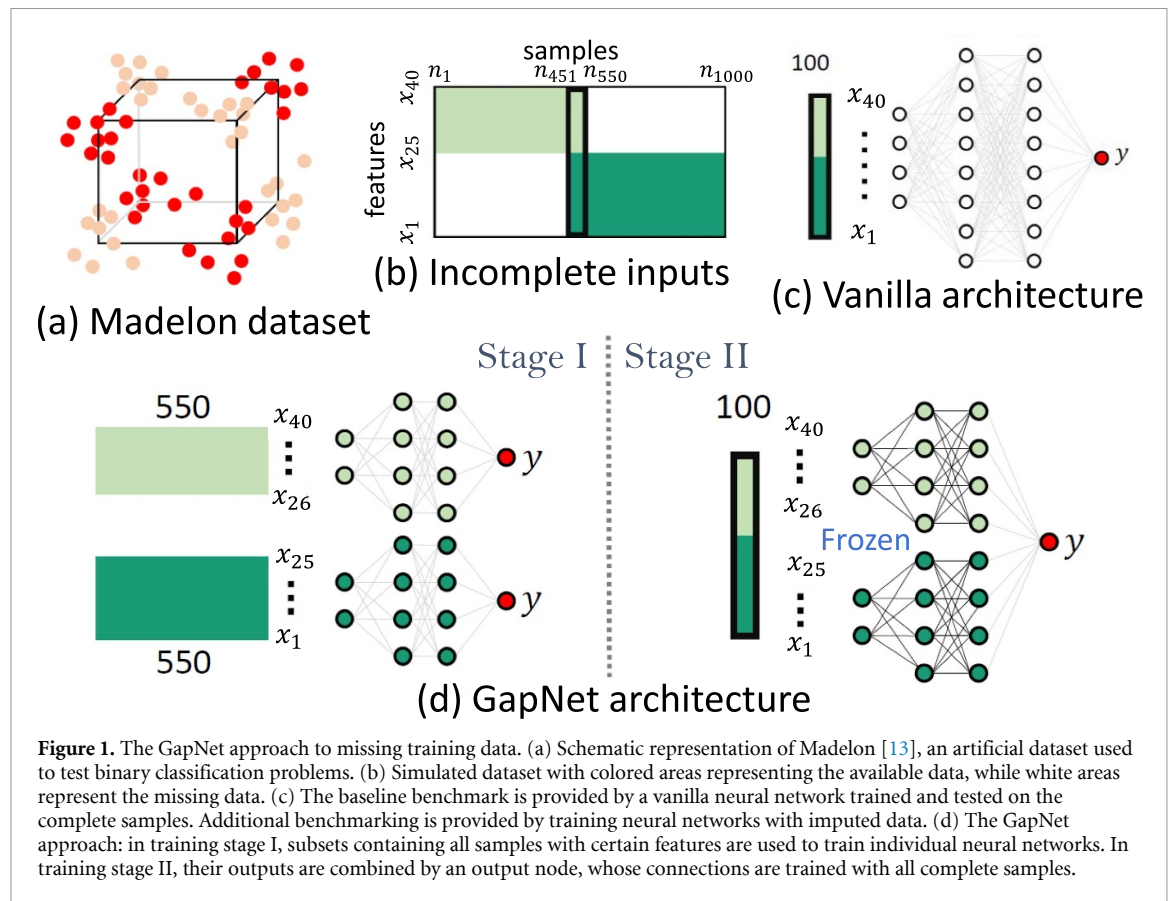 samples
n₁ n₄₅₁ n₅₅₀ n₁₀₀₀
x₄₀
x₂₅
x₁
features
(a) Madelon dataset
(b) Incomplete inputs
100
x₄₀
x₁
y
(c) Vanilla architecture
Stage I Stage II
550
x₄₀
x₂₆
y
x₂₅
x₁
550
y
100
x₄₀
x₂₆
Frozen
x₂₅
x₁
y
(d) GapNet architecture
Figure 1. The GapNet approach to missing training data. (a) Schematic representation of Madelon [13], an artificial dataset used
to test binary classification problems. (b) Simulated dataset with colored areas representing the available data, while white areas
represent the missing data. (c) The baseline benchmark is provided by a vanilla neural network trained and tested on the
complete samples. Additional benchmarking is provided by training neural networks with imputed data. (d) The GapNet
approach: in training stage I, subsets containing all samples with certain features are used to train individual neural networks. In
training stage II, their outputs are combined by an output node, whose connections are trained with all complete samples.